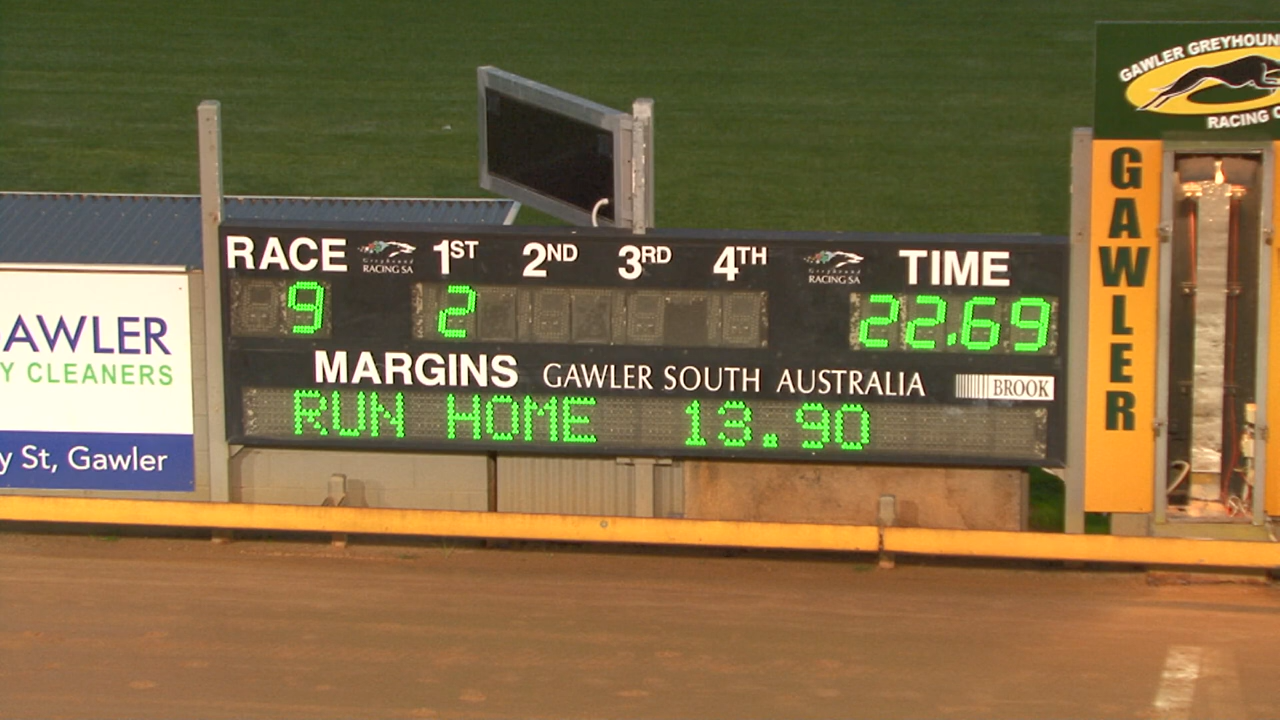 GAWLER GREYHOUN
RACING C
GAWLER
RACE 1ST 2ND 3RD 4TH TIME
Greyhound
RACING SA
Greyhound
RACING SA
9 2 22.69
MARGINS GAWLER SOUTH AUSTRALIA BROOK
RUN HOME 13.90
AWLER
Y CLEANERS
y St, Gawler